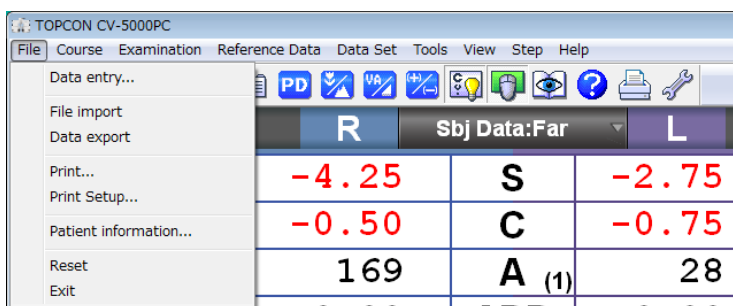 TOPCON CV-5000PC
File Course Examination Reference Data Data Set Tools View Step Help
Data entry...
PD VA (+)(-) C S ?
File import
Data export
R Sbj Data:Far L
Print...
-4.25 S -2.75
Print Setup...
Patient information...
-0.50 C -0.75
Reset
169 A (1) 28
Exit